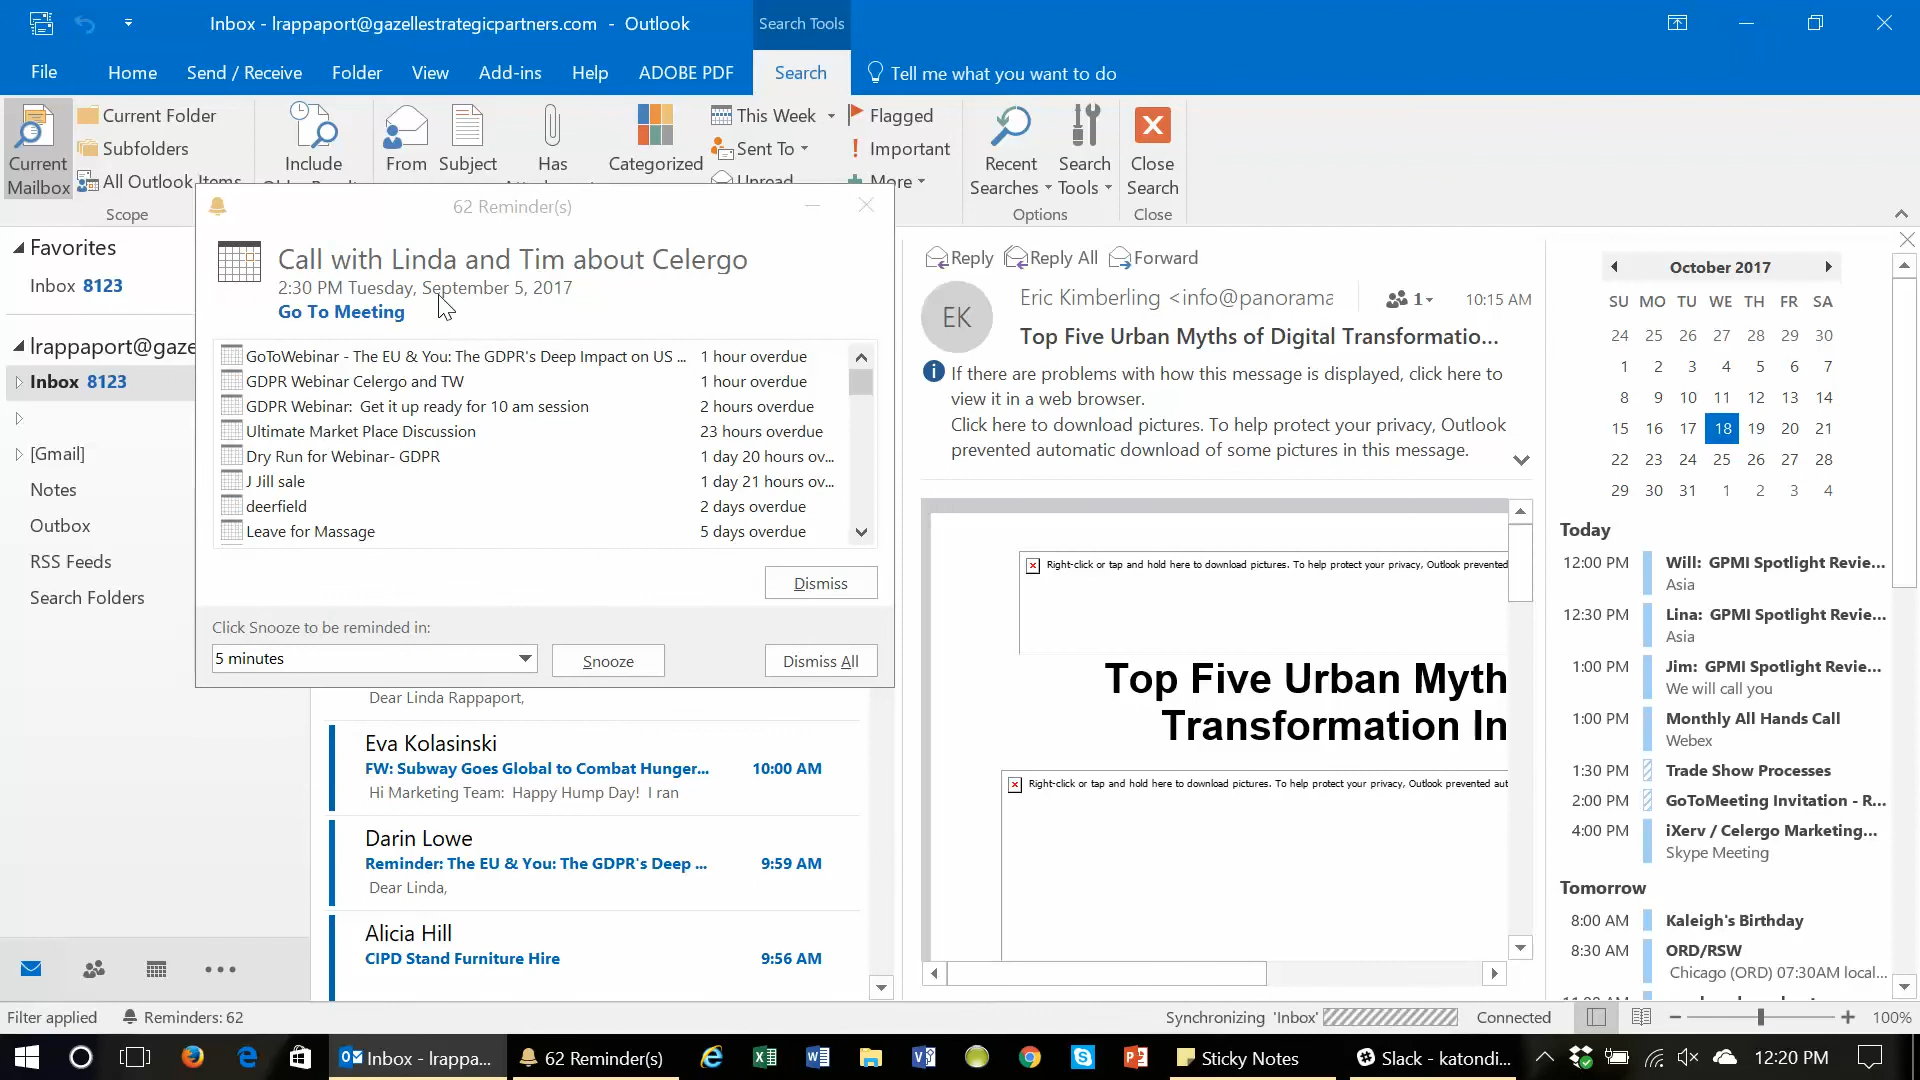 Inbox - lrappaport@gazellestrategicpartners.com - Outlook
Search Tools
File
Home
Send / Receive
Folder
View
Add-ins
Help
ADOBE PDF
Search
Tell me what you want to do
Current Mailbox
Current Folder
Subfolders
All Outlook Items
Scope
Include
From
Subject
Has
Categorized
This Week
Sent To
Unread
Flagged
Important
More
Recent Searches
Search Tools
Options
Close Search
Close
Favorites
Inbox 8123
lrappaport@gaze
Inbox 8123
[Gmail]
Notes
Outbox
RSS Feeds
Search Folders
62 Reminder(s)
Call with Linda and Tim about Celergo
2:30 PM Tuesday, September 5, 2017
Go To Meeting
GoToWebinar - The EU & You: The GDPR's Deep Impact on US ... 1 hour overdue
GDPR Webinar Celergo and TW 1 hour overdue
GDPR Webinar: Get it up ready for 10 am session 2 hours overdue
Ultimate Market Place Discussion 23 hours overdue
Dry Run for Webinar- GDPR 1 day 20 hours ov...
J Jill sale 1 day 21 hours ov...
deerfield 2 days overdue
Leave for Massage 5 days overdue
Dismiss
Click Snooze to be reminded in:
5 minutes
Snooze
Dismiss All
Dear Linda Rappaport,
Eva Kolasinski
FW: Subway Goes Global to Combat Hunger... 10:00 AM
Hi Marketing Team: Happy Hump Day! I ran
Darin Lowe
Reminder: The EU & You: The GDPR's Deep ... 9:59 AM
Dear Linda,
Alicia Hill
CIPD Stand Furniture Hire 9:56 AM
Reply Reply All Forward
EK
Eric Kimberling <info@panorama 1 10:15 AM
Top Five Urban Myths of Digital Transformatio...
If there are problems with how this message is displayed, click here to
view it in a web browser.
Click here to download pictures. To help protect your privacy, Outlook
prevented automatic download of some pictures in this message.
Right-click or tap and hold here to download pictures. To help protect your privacy, Outlook prevented
Top Five Urban Myth
Transformation In
Right-click or tap and hold here to download pictures. To help protect your privacy, Outlook prevented aut
October 2017
SU MO TU WE TH FR SA
24 25 26 27 28 29 30
1 2 3 4 5 6 7
8 9 10 11 12 13 14
15 16 17 18 19 20 21
22 23 24 25 26 27 28
29 30 31 1 2 3 4
Today
12:00 PM Will: GPMI Spotlight Revie...
Asia
12:30 PM Lina: GPMI Spotlight Revie...
Asia
1:00 PM Jim: GPMI Spotlight Revie...
We will call you
1:00 PM Monthly All Hands Call
Webex
1:30 PM Trade Show Processes
2:00 PM GoToMeeting Invitation - R...
4:00 PM iXerv / Celergo Marketing...
Skype Meeting
Tomorrow
8:00 AM Kaleigh's Birthday
8:30 AM ORD/RSW
Chicago (ORD) 07:30AM local...
Filter applied
Reminders: 62
Synchronizing 'Inbox'
Connected
100%
Inbox - lrappa...
62 Reminder(s)
Sticky Notes
Slack - katondi...
12:20 PM